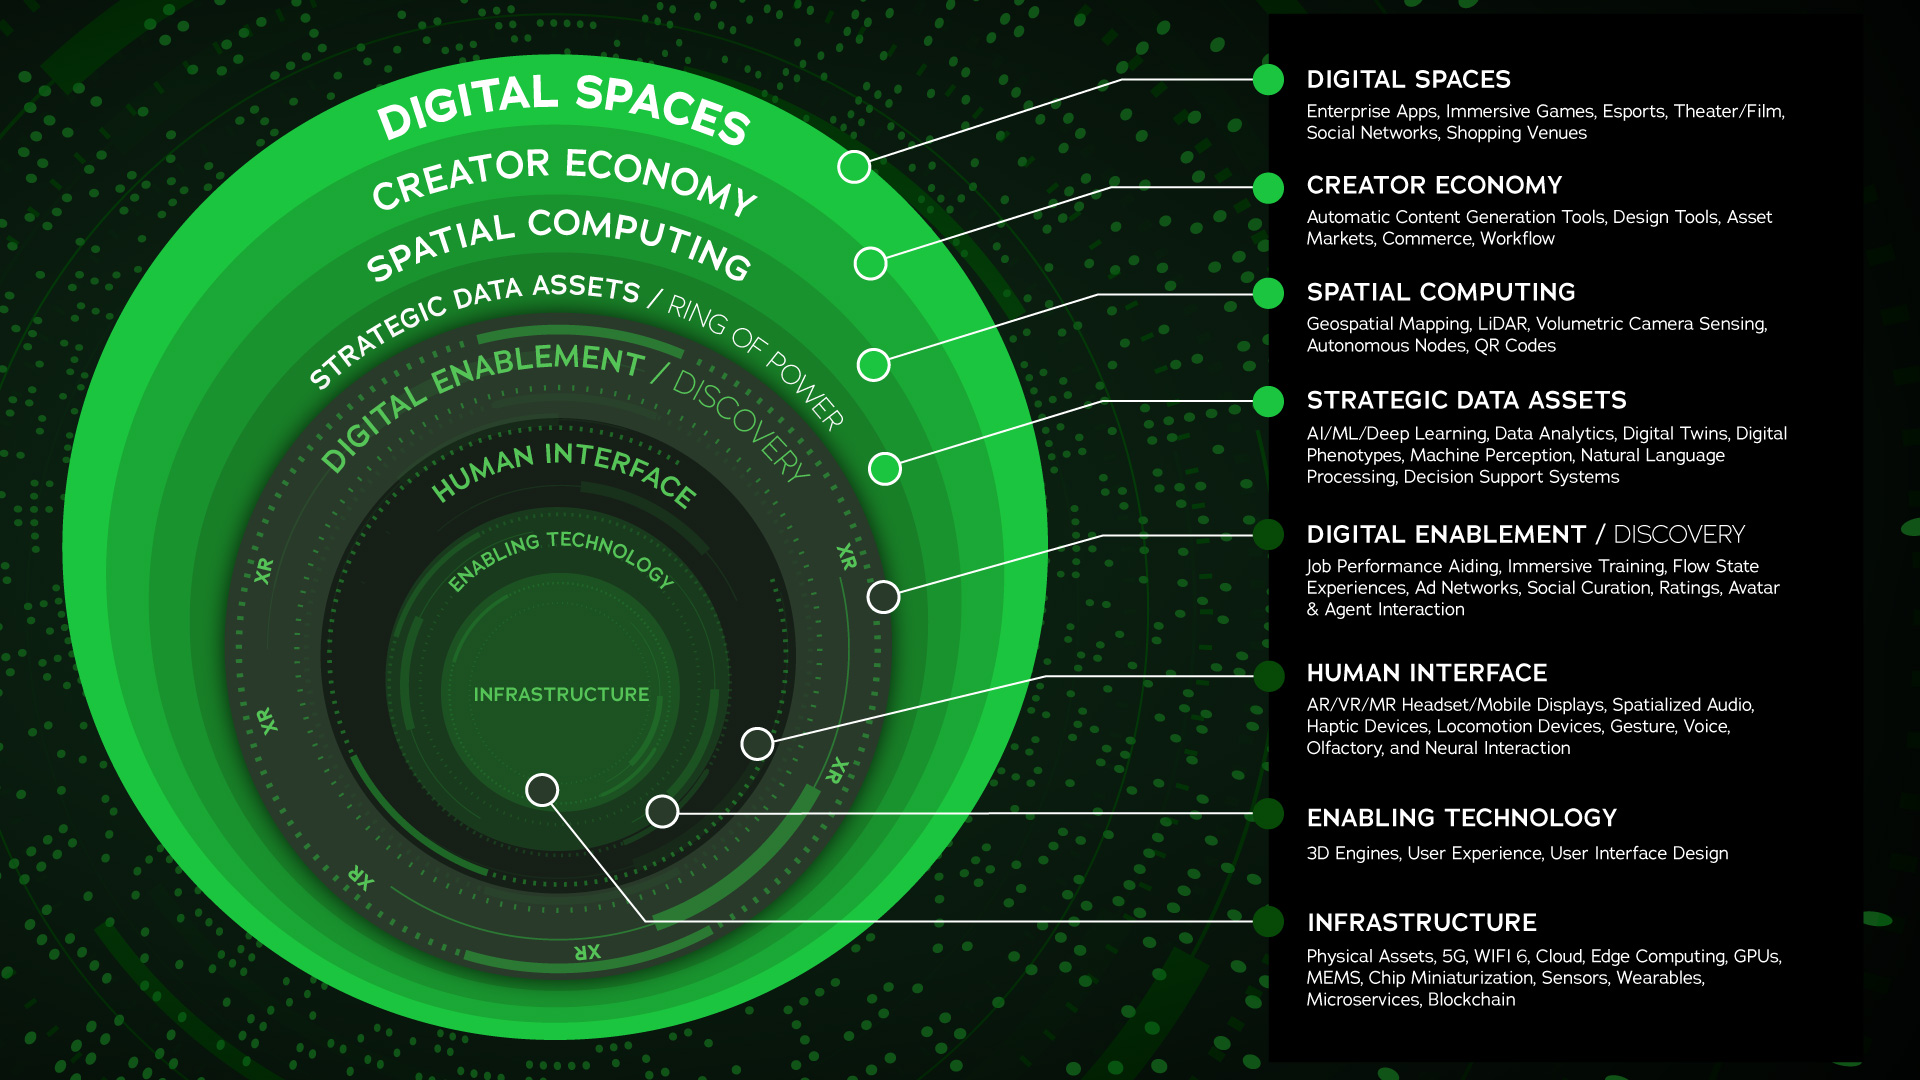 DIGITAL SPACES
CREATOR ECONOMY
SPATIAL COMPUTING
STRATEGIC DATA ASSETS / RING OF POWER
DIGITAL ENABLEMENT / DISCOVERY
HUMAN INTERFACE
ENABLING TECHNOLOGY
INFRASTRUCTURE
XR
XR
XR
XR
XR
XR
DIGITAL SPACES
Enterprise Apps, Immersive Games, Esports, Theater/Film,
Social Networks, Shopping Venues
CREATOR ECONOMY
Automatic Content Generation Tools, Design Tools, Asset
Markets, Commerce, Workflow
SPATIAL COMPUTING
Geospatial Mapping, LiDAR, Volumetric Camera Sensing,
Autonomous Nodes, QR Codes
STRATEGIC DATA ASSETS
AI/ML/Deep Learning, Data Analytics, Digital Twins, Digital
Phenotypes, Machine Perception, Natural Language
Processing, Decision Support Systems
DIGITAL ENABLEMENT / DISCOVERY
Job Performance Aiding, Immersive Training, Flow State
Experiences, Ad Networks, Social Curation, Ratings, Avatar
& Agent Interaction
HUMAN INTERFACE
AR/VR/MR Headset/Mobile Displays, Spatialized Audio,
Haptic Devices, Locomotion Devices, Gesture, Voice,
Olfactory, and Neural Interaction
ENABLING TECHNOLOGY
3D Engines, User Experience, User Interface Design
INFRASTRUCTURE
Physical Assets, 5G, WIFI 6, Cloud, Edge Computing, GPUs,
MEMS, Chip Miniaturization, Sensors, Wearables,
Microservices, Blockchain